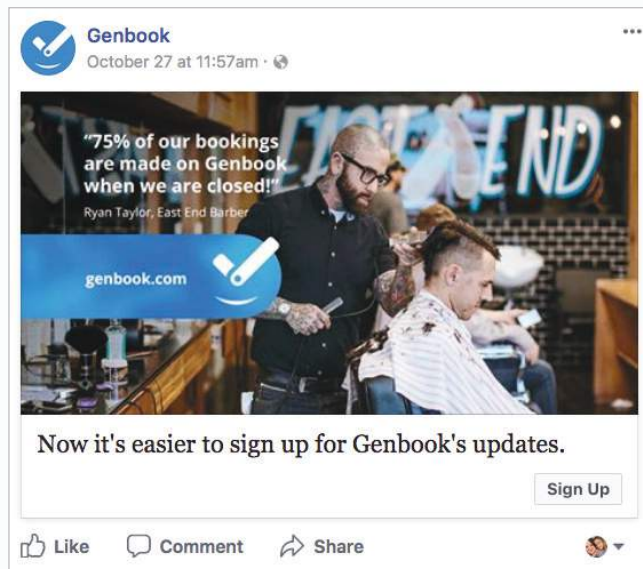 Genbook
October 27 at 11:57am ·
EAST END
“75% of our bookings
are made on Genbook
when we are closed!”
Ryan Taylor, East End Barber
genbook.com
Now it's easier to sign up for Genbook's updates.
Sign Up
Like Comment Share